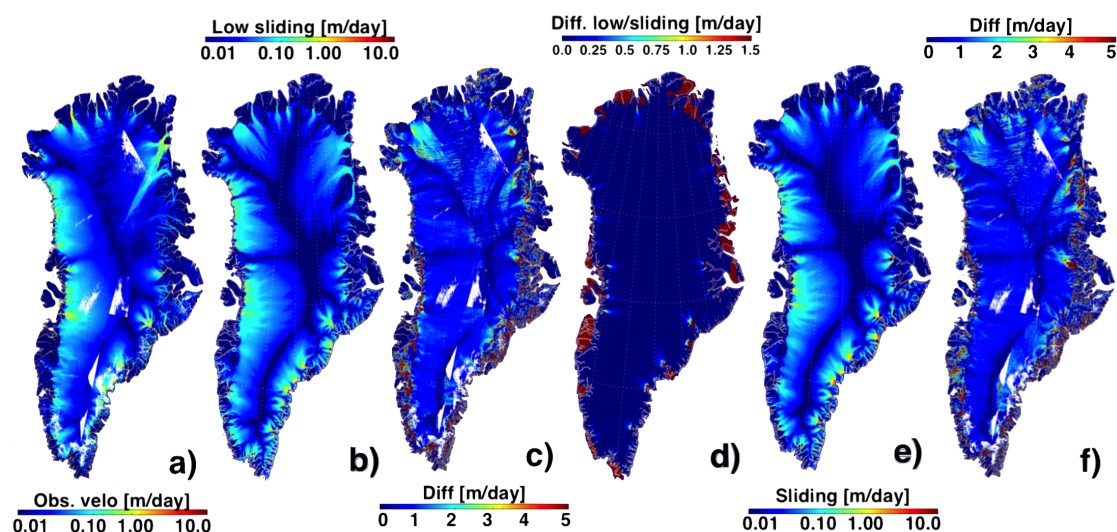 Low sliding [m/day]
0.01 0.10 1.00 10.0
Diff. low/sliding [m/day]
0.0 0.25 0.5 0.75 1.0 1.25 1.5
Diff [m/day]
0 1 2 3 4 5
a) b) c) d) e) f)
Obs. velo [m/day]
0.01 0.10 1.00 10.0
Diff [m/day]
0 1 2 3 4 5
Sliding [m/day]
0.01 0.10 1.00 10.0